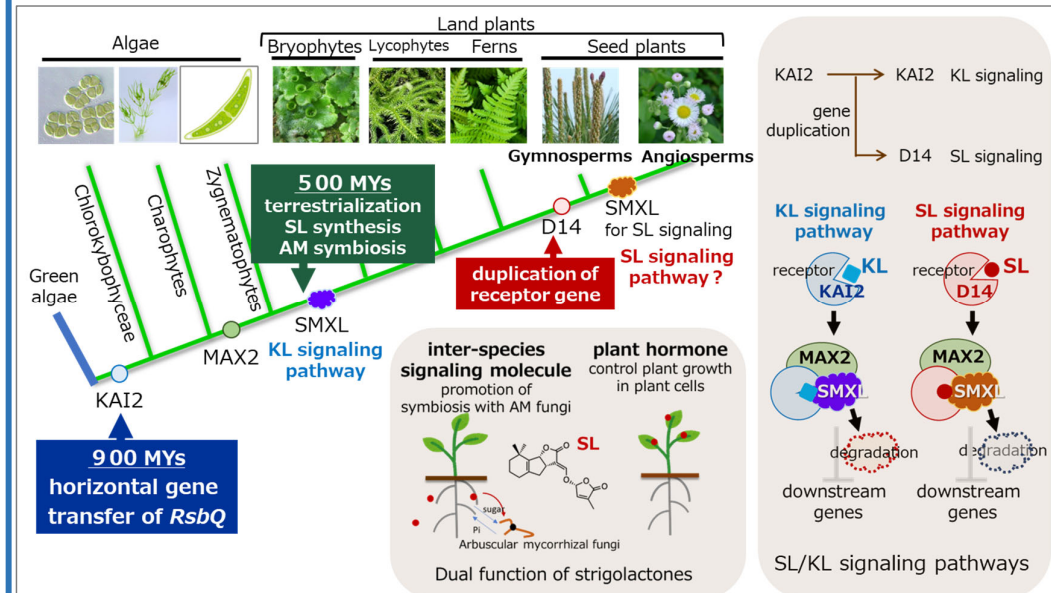 Land plants
Algae
Bryophytes
Lycophytes
Ferns
Seed plants
Gymnosperms
Angiosperms
Chlorokybophyceae
Charophytes
Zygnematophytes
Green
algae
500 MYs
terrestrialization
SL synthesis
AM symbiosis
KAI2
MAX2
SMXL
KL signaling
pathway
D14
SMXL
for SL signaling
SL signaling
pathway ?
duplication of
receptor gene
900 MYs
horizontal gene
transfer of RsbQ
inter-species
signaling molecule
promotion
of symbiosis with AM fungi
plant hormone
control plant growth
in plant cells
SL
sugar
Pi
Arbuscular mycorrhizal fungi
Dual function of strigolactones
KAI2
KAI2
KL signaling
gene
duplication
D14
SL signaling
KL signaling
pathway
SL signaling
pathway
receptor
KL
KAI2
receptor
SL
D14
MAX2
SMXL
MAX2
SMXL
degradation
degradation
downstream
genes
downstream
genes
SL/KL signaling pathways
O
O
O
O
O